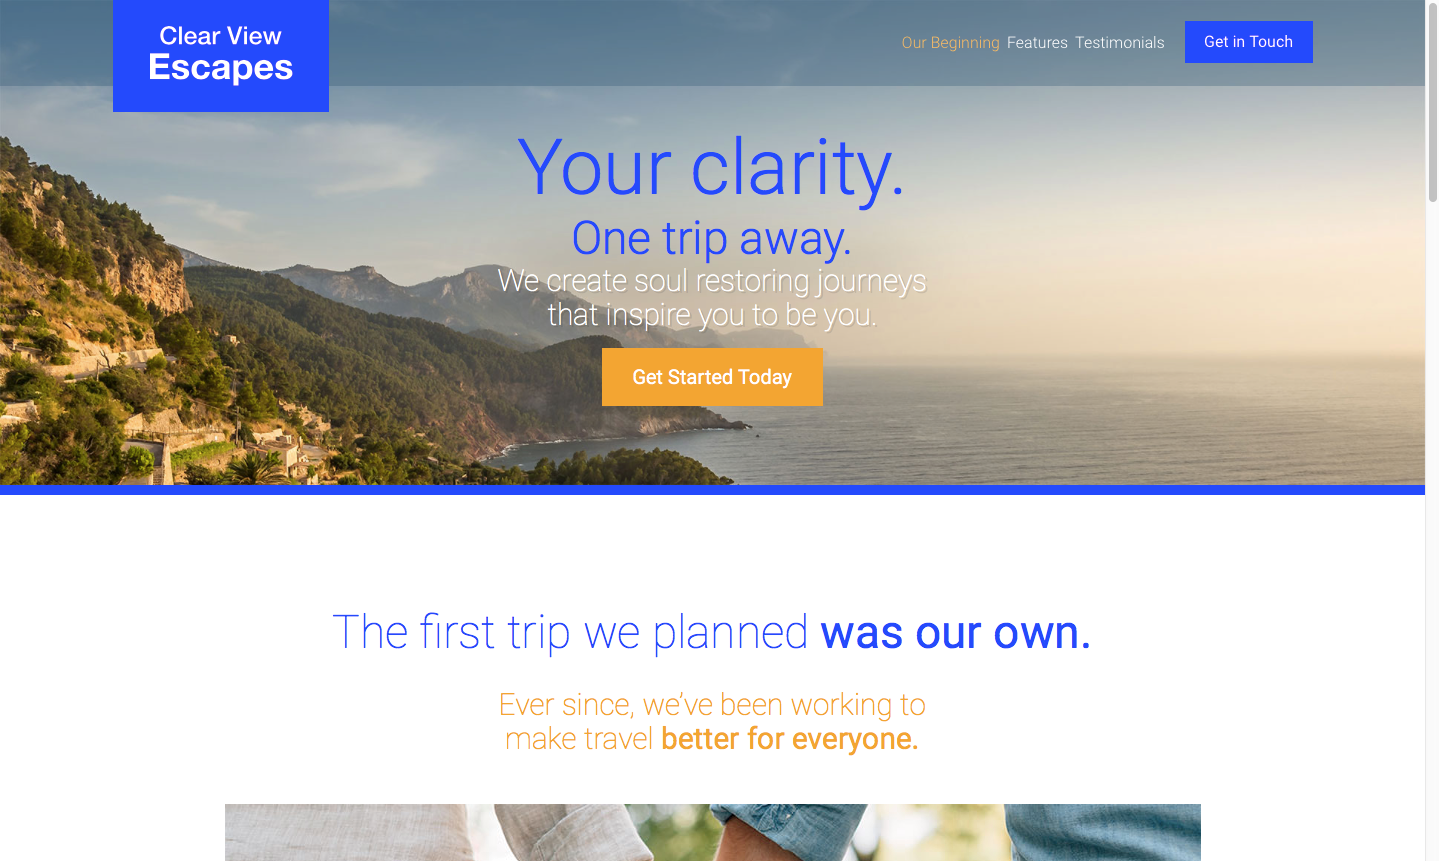 Clear View
Escapes
Our Beginning Features Testimonials Get in Touch
Your clarity.
One trip away.
We create soul restoring journeys
that inspire you to be you.
Get Started Today
The first trip we planned was our own.
Ever since, we’ve been working to
make travel better for everyone.